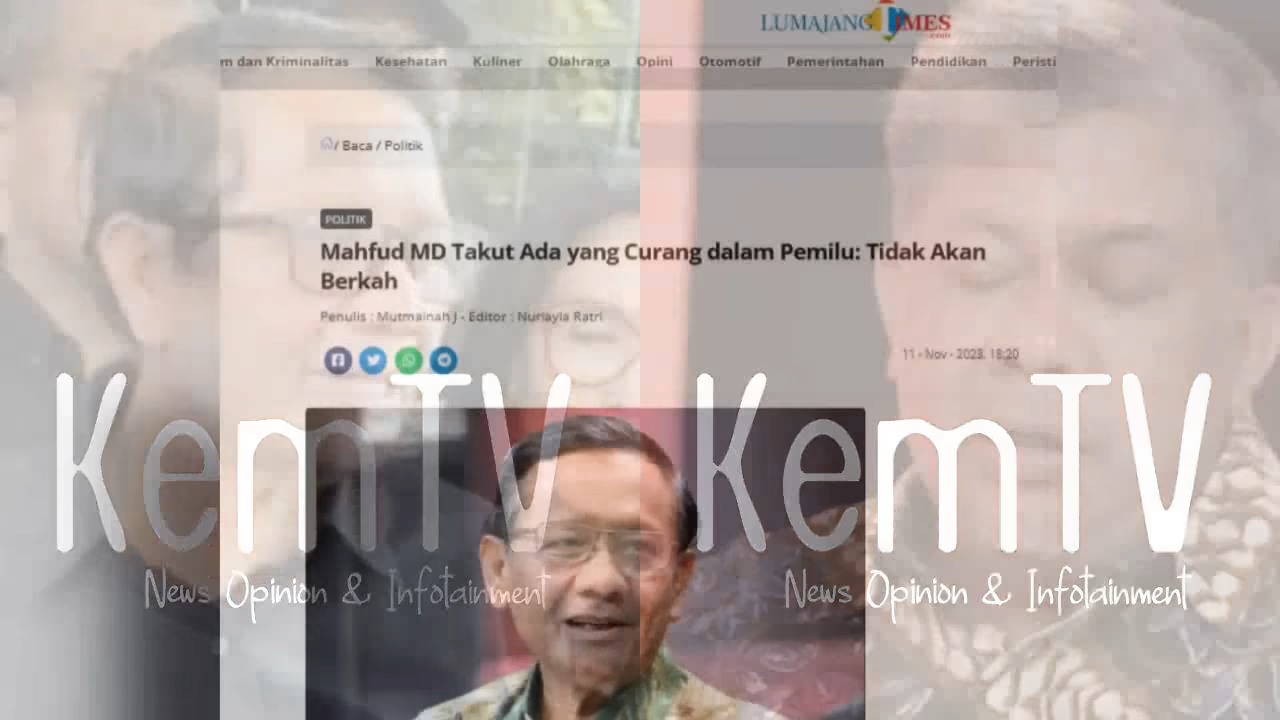 LUMAJANG TIMES
.com
m dan Kriminalitas Kesehatan Kuliner Olahraga Opini Otomotif Pemerintahan Pendidikan Peristi
/ Baca / Politik
POLITIK
Mahfud MD Takut Ada yang Curang dalam Pemilu: Tidak Akan
Berkah
Penulis : Mutmainah J - Editor : Nurlayla Ratri
11 - Nov - 2023, 18:20
KemTV KemTV
News Opinion & Infotainment News Opinion & Infotainment